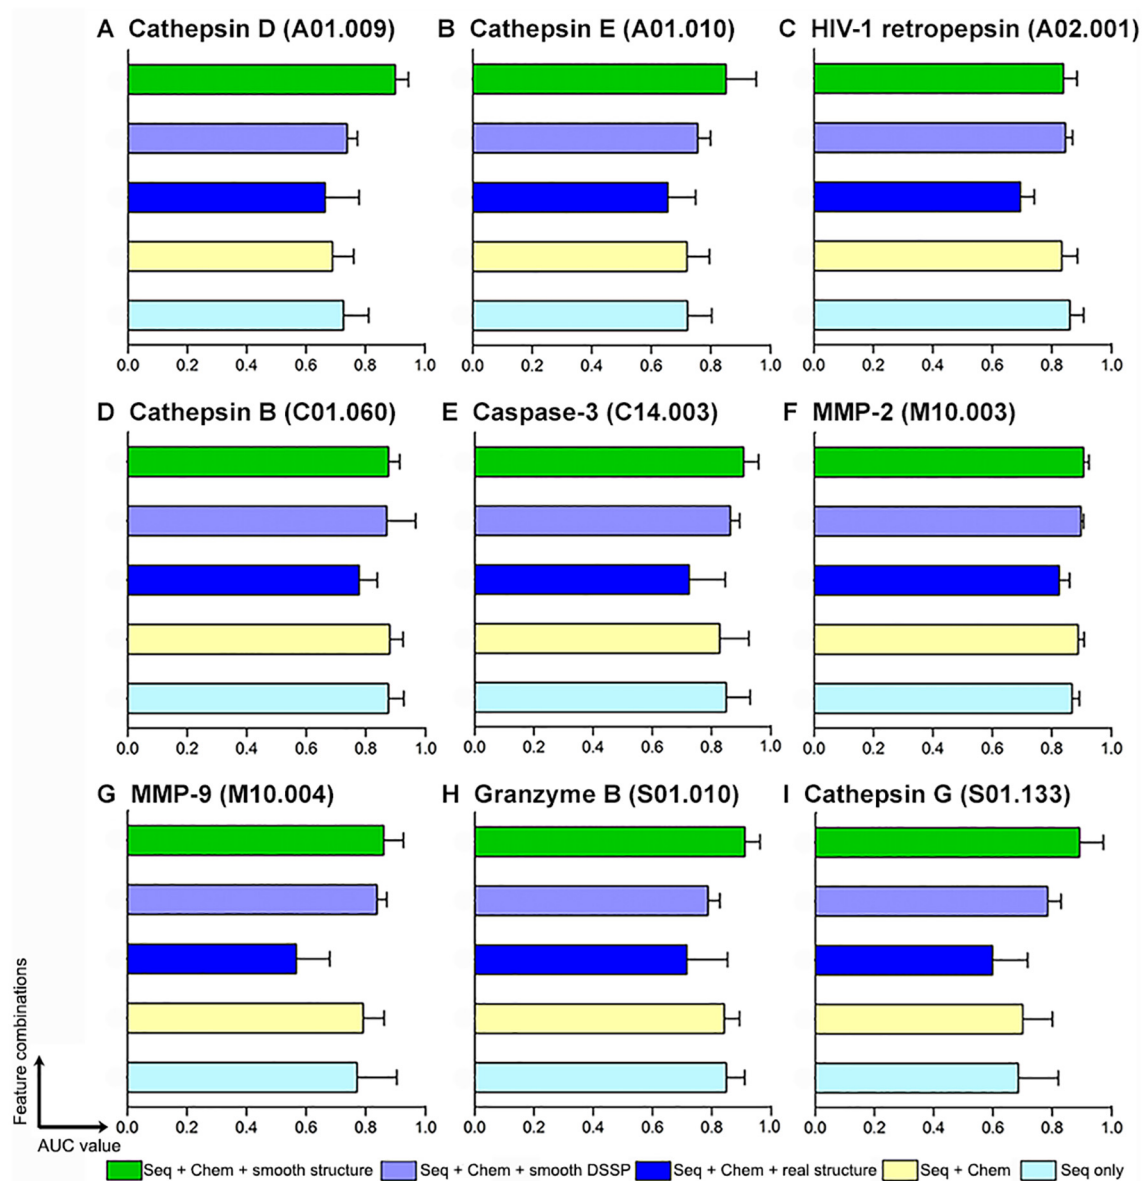 A Cathepsin D (A01.009)
B Cathepsin E (A01.010)
C HIV-1 retropepsin (A02.001)
0.0 0.2 0.4 0.6 0.8 1.0
0.0 0.2 0.4 0.6 0.8 1.0
0.0 0.2 0.4 0.6 0.8 1.0
D Cathepsin B (C01.060)
E Caspase-3 (C14.003)
F MMP-2 (M10.003)
0.0 0.2 0.4 0.6 0.8 1.0
0.0 0.2 0.4 0.6 0.8 1.0
0.0 0.2 0.4 0.6 0.8 1.0
G MMP-9 (M10.004)
H Granzyme B (S01.010)
I Cathepsin G (S01.133)
0.0 0.2 0.4 0.6 0.8 1.0
0.0 0.2 0.4 0.6 0.8 1.0
0.0 0.2 0.4 0.6 0.8 1.0
Feature combinations
AUC value
Seq + Chem + smooth structure
Seq + Chem + smooth DSSP
Seq + Chem + real structure
Seq + Chem
Seq only